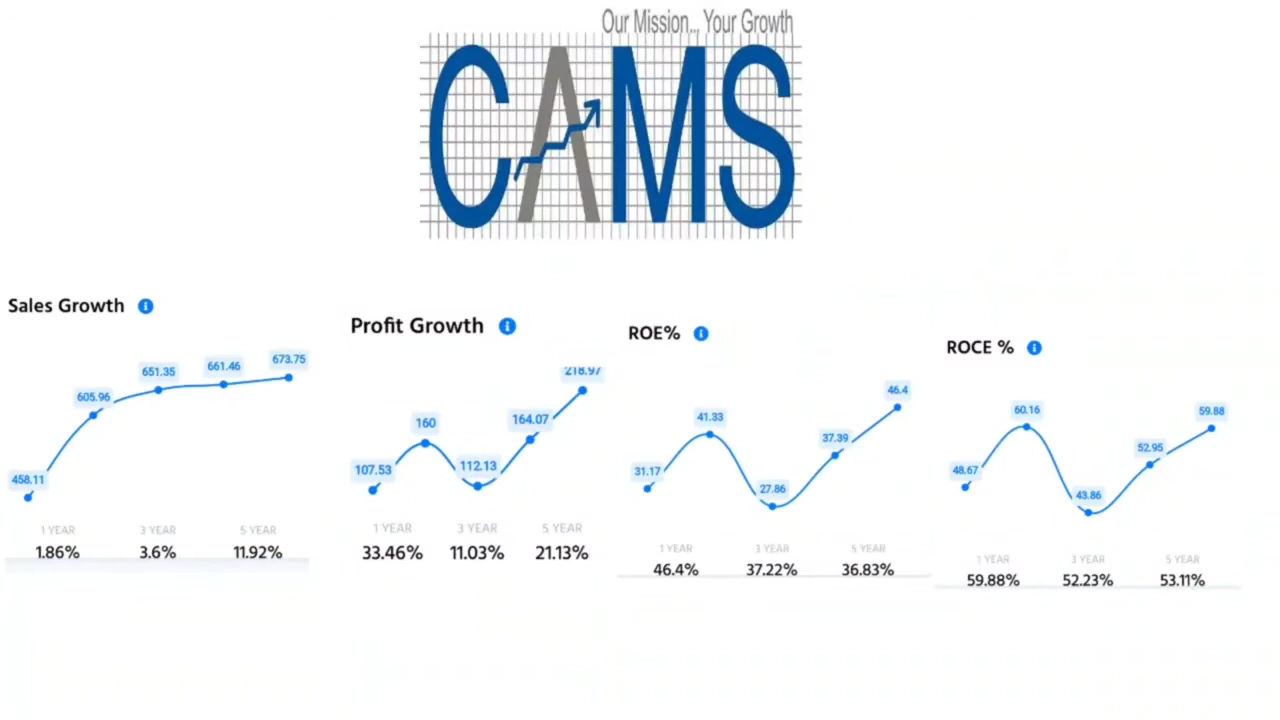 Our Mission... Your Growth
CAMS
Sales Growth
673.75
661.46
651.35
605.96
458.11
1 YEAR 3 YEAR 5 YEAR
1.86% 3.6% 11.92%
Profit Growth
218.97
160
164.07
107.53
112.13
1 YEAR 3 YEAR 5 YEAR
33.46% 11.03% 21.13%
ROE%
46.4
41.33
37.39
31.17
27.86
1 YEAR 3 YEAR 5 YEAR
46.4% 37.22% 36.83%
ROCE %
60.16
59.88
52.95
48.67
43.86
1 YEAR 3 YEAR 5 YEAR
59.88% 52.23% 53.11%